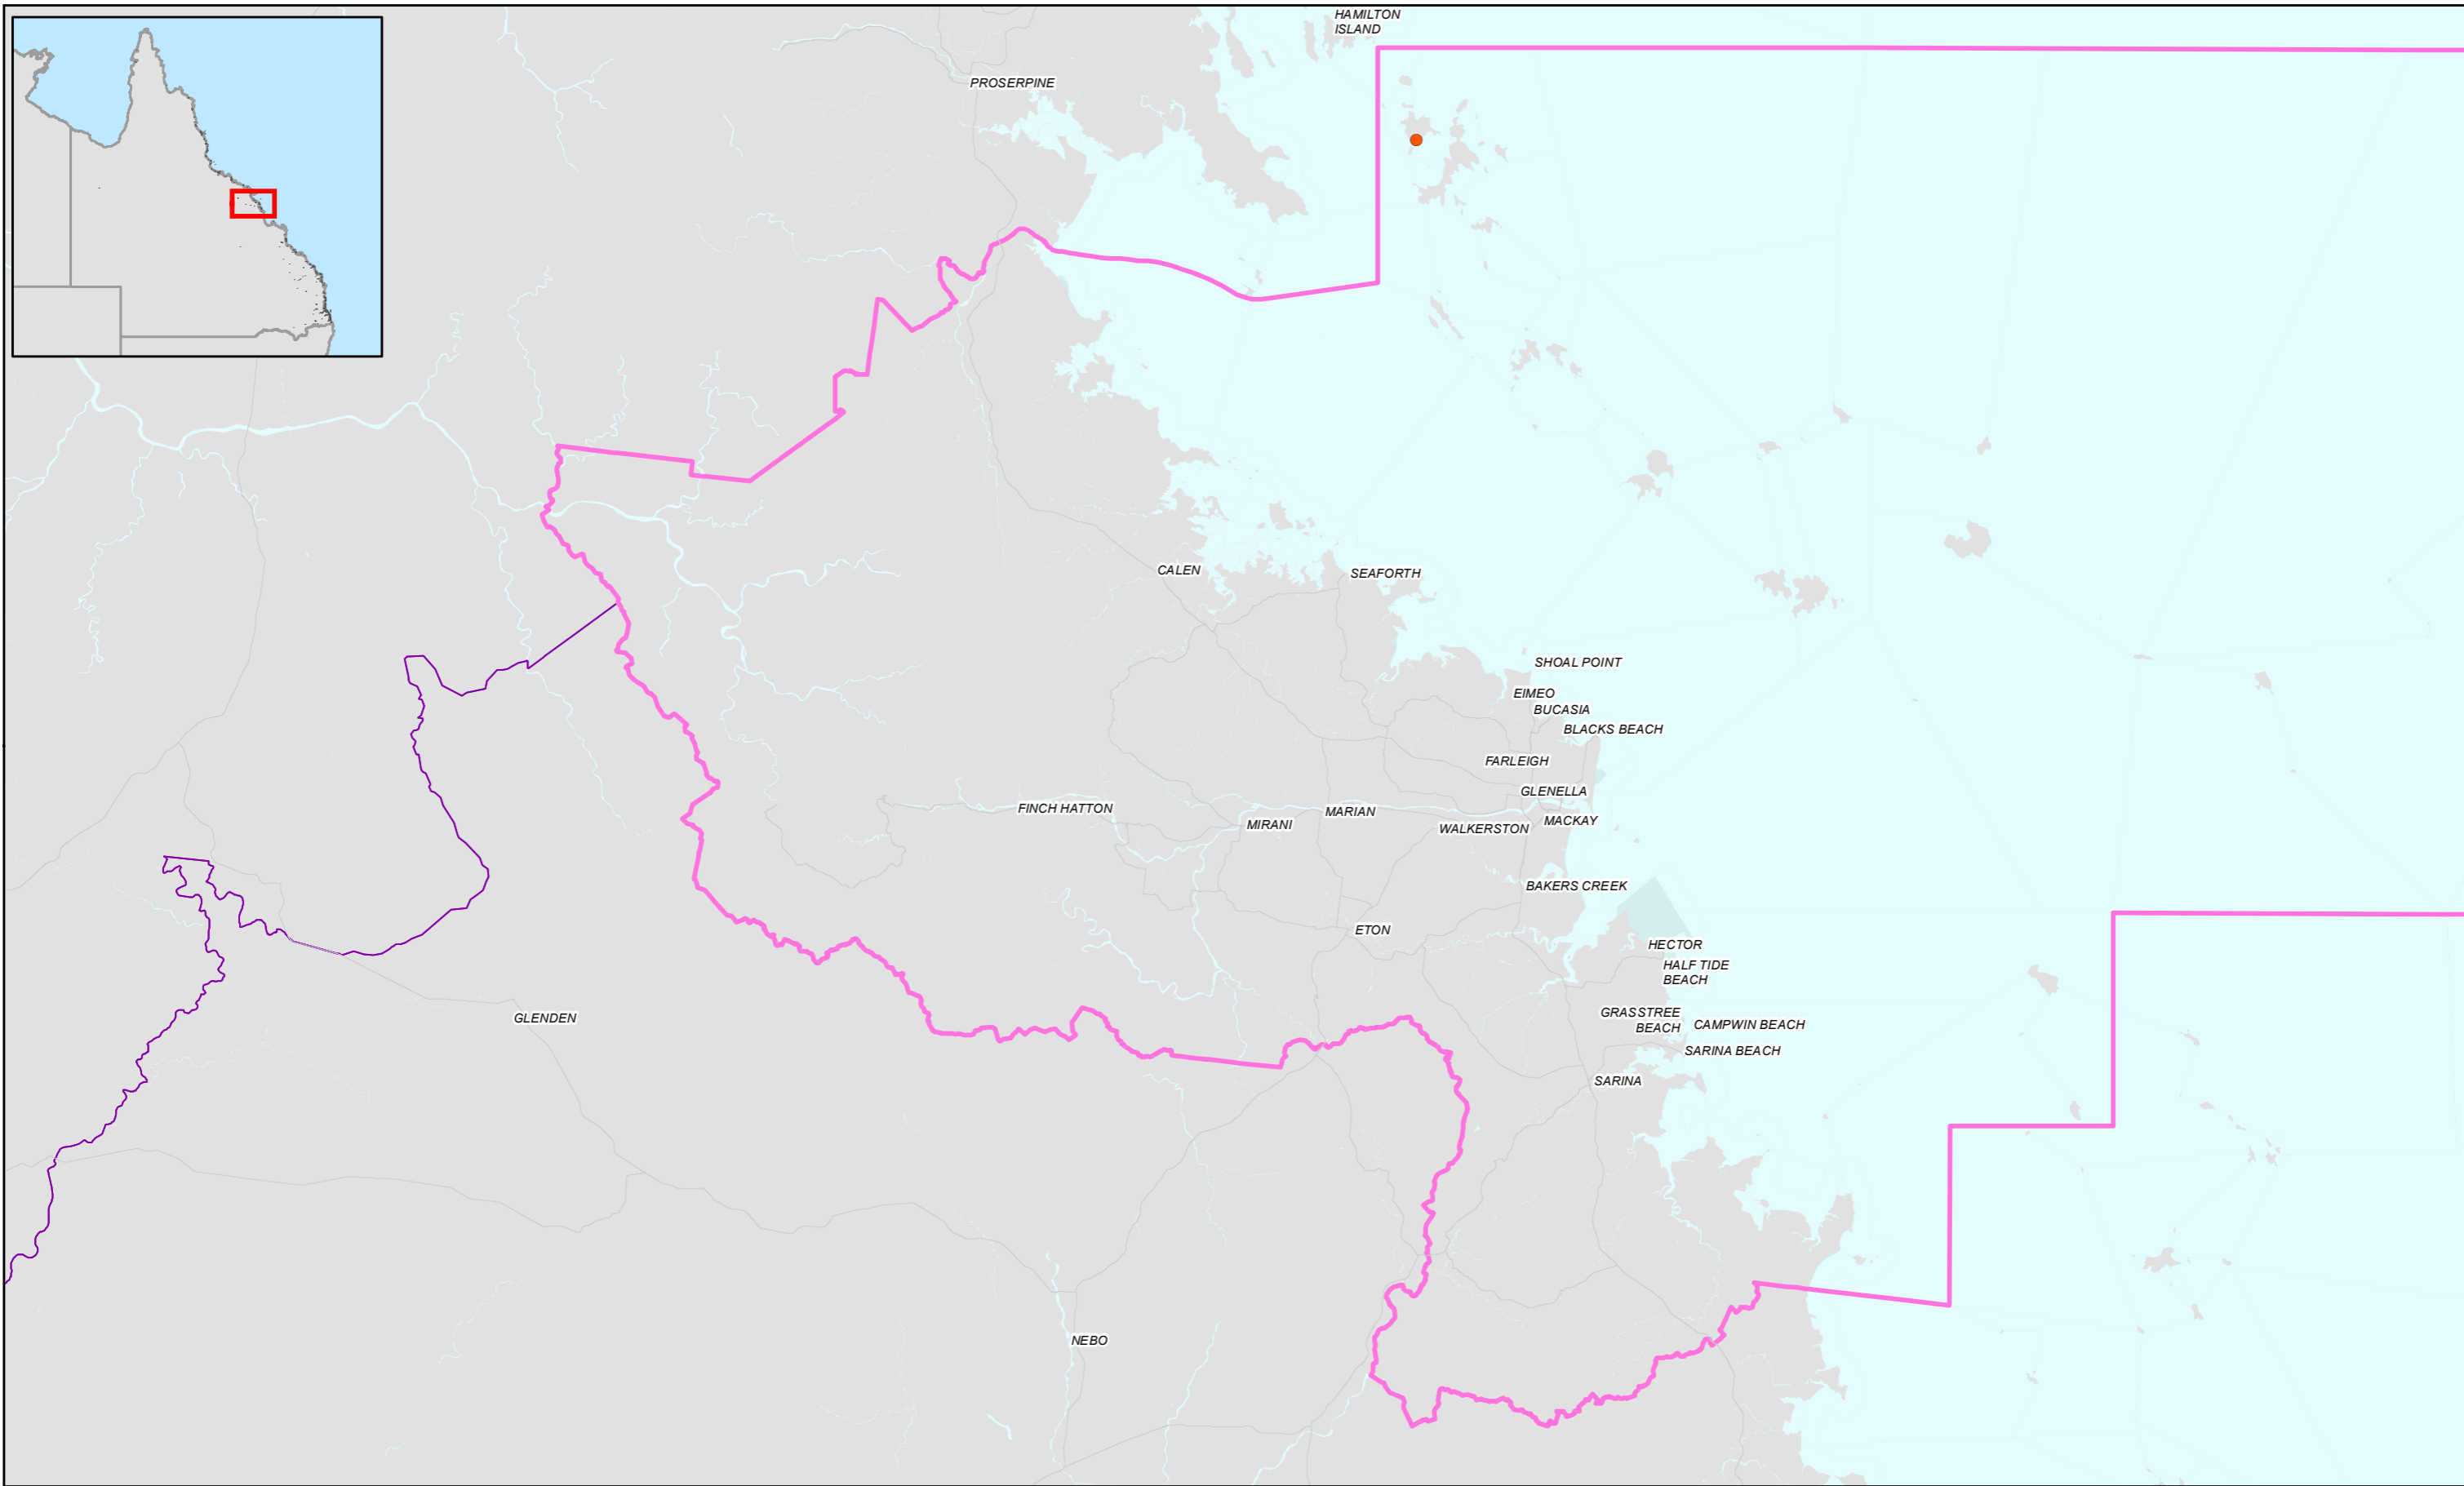 HAMILTON
ISLAND
PROSERPINE
CALEN
SEAFORTH
SHOAL POINT
EIMEO
BUCASIA
BLACKS BEACH
FARLEIGH
GLENELLA
FINCH HATTON
MARIAN
MIRANI
WALKERSTON
MACKAY
BAKERS CREEK
ETON
HECTOR
HALF TIDE
BEACH
GLENDEN
GRASSTREE
BEACH
CAMPWIN BEACH
SARINA BEACH
SARINA
NEBO